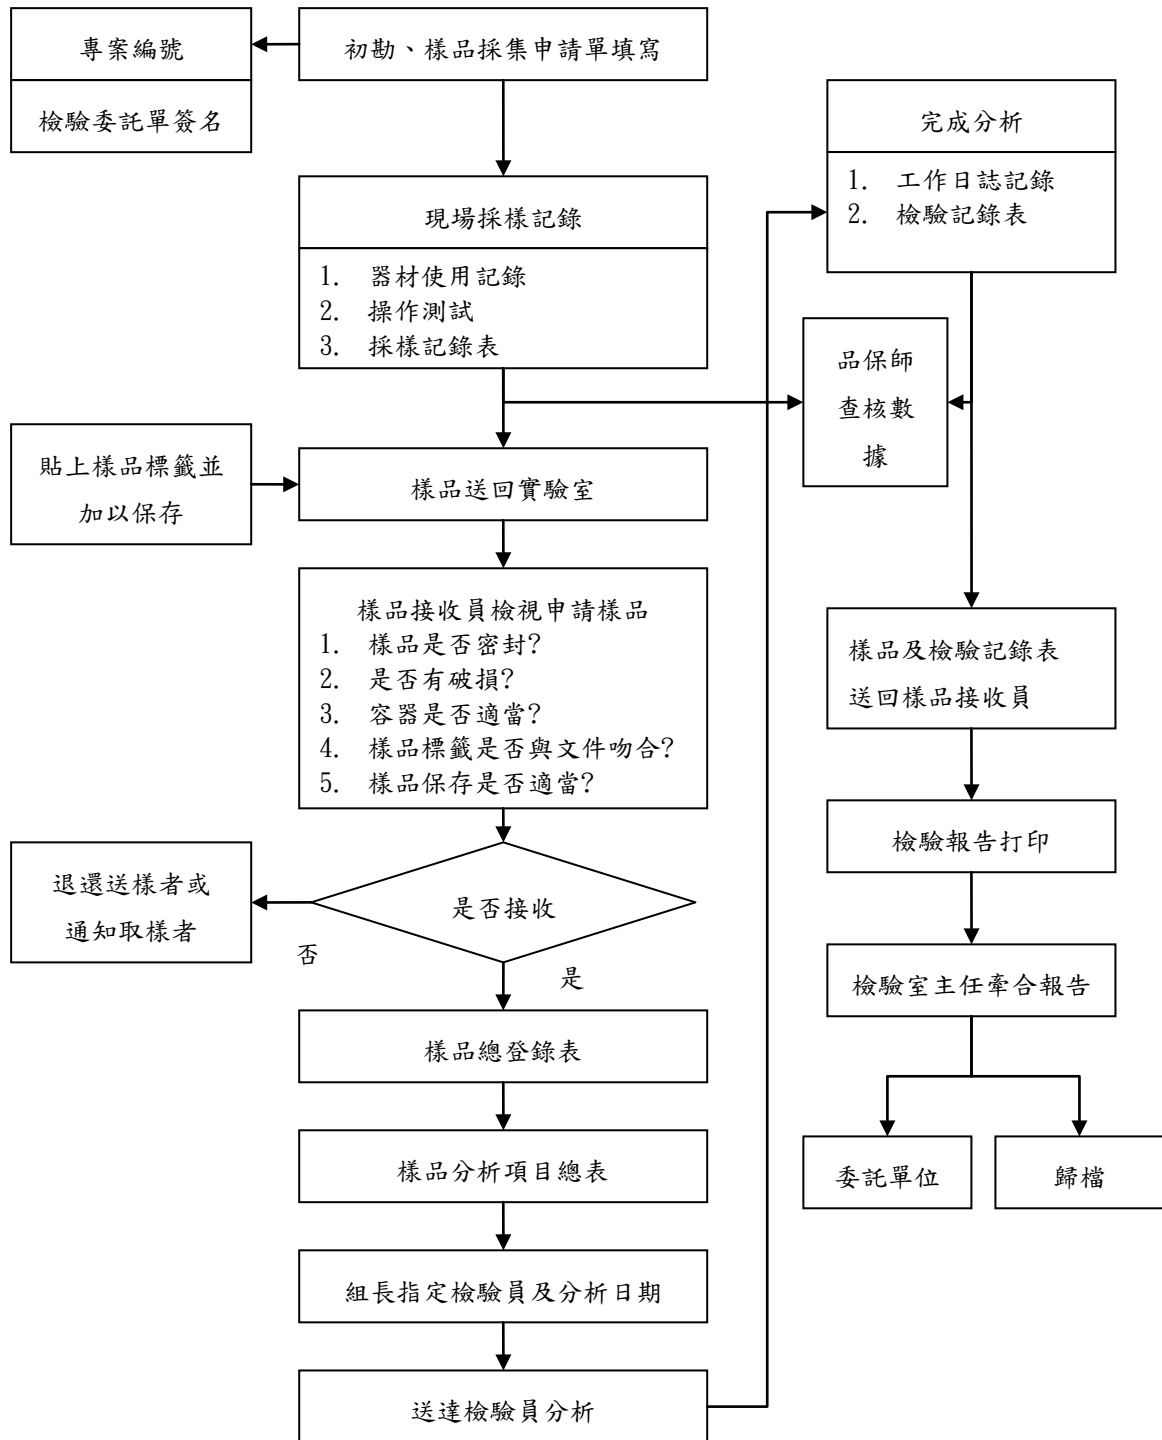 專案編號
檢驗委託單簽名
初勘、樣品採集申請單填寫
現場採樣記錄
1. 器材使用記錄
2. 操作測試
3. 採樣記錄表
貼上樣品標籤並
加以保存
樣品送回實驗室
樣品接收員檢視申請樣品
1. 樣品是否密封?
2. 是否有破損?
3. 容器是否適當?
4. 樣品標籤是否與文件吻合?
5. 樣品保存是否適當?
退還送樣者或
通知取樣者
是否接收
否
是
樣品總登錄表
樣品分析項目總表
組長指定檢驗員及分析日期
送達檢驗員分析
完成分析
1. 工作日誌記錄
2. 檢驗記錄表
品保師
查核數
據
樣品及檢驗記錄表
送回樣品接收員
檢驗報告打印
檢驗室主任牽合報告
委託單位
歸檔